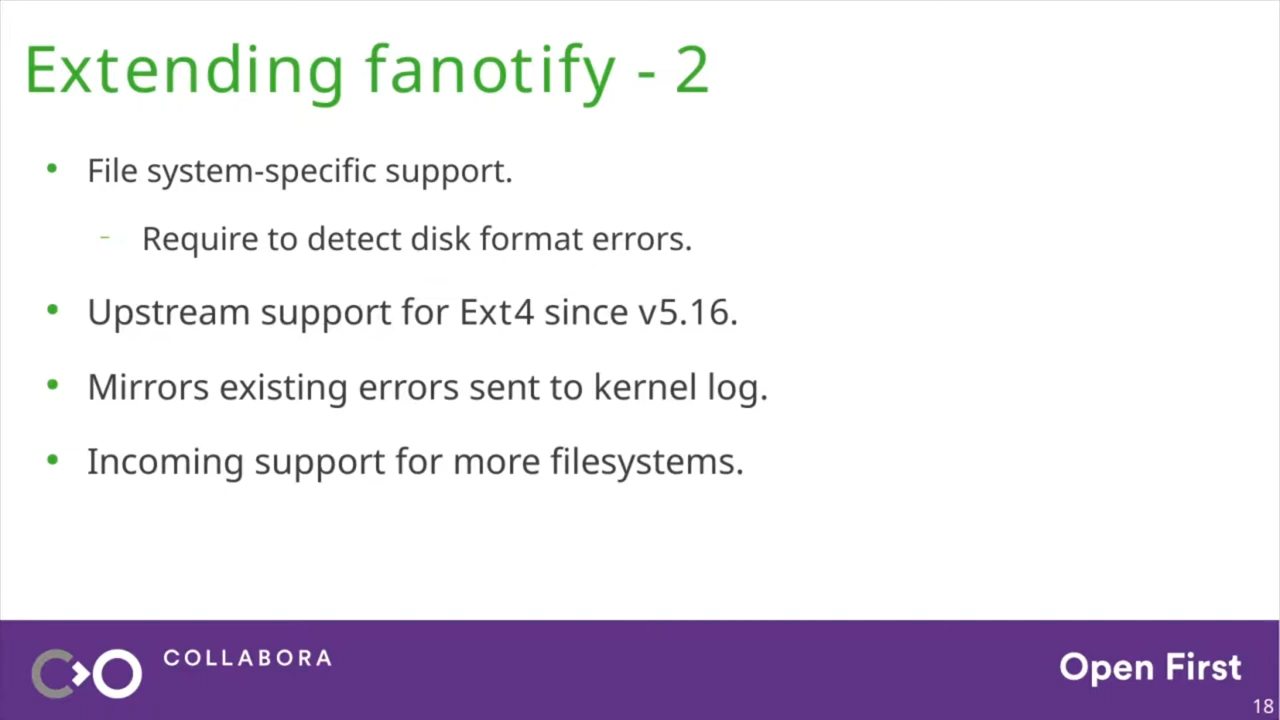 Extending fanotify - 2
• File system-specific support.
– Require to detect disk format errors.
• Upstream support for Ext4 since v5.16.
• Mirrors existing errors sent to kernel log.
• Incoming support for more filesystems.
COLLABORA
Open First
18